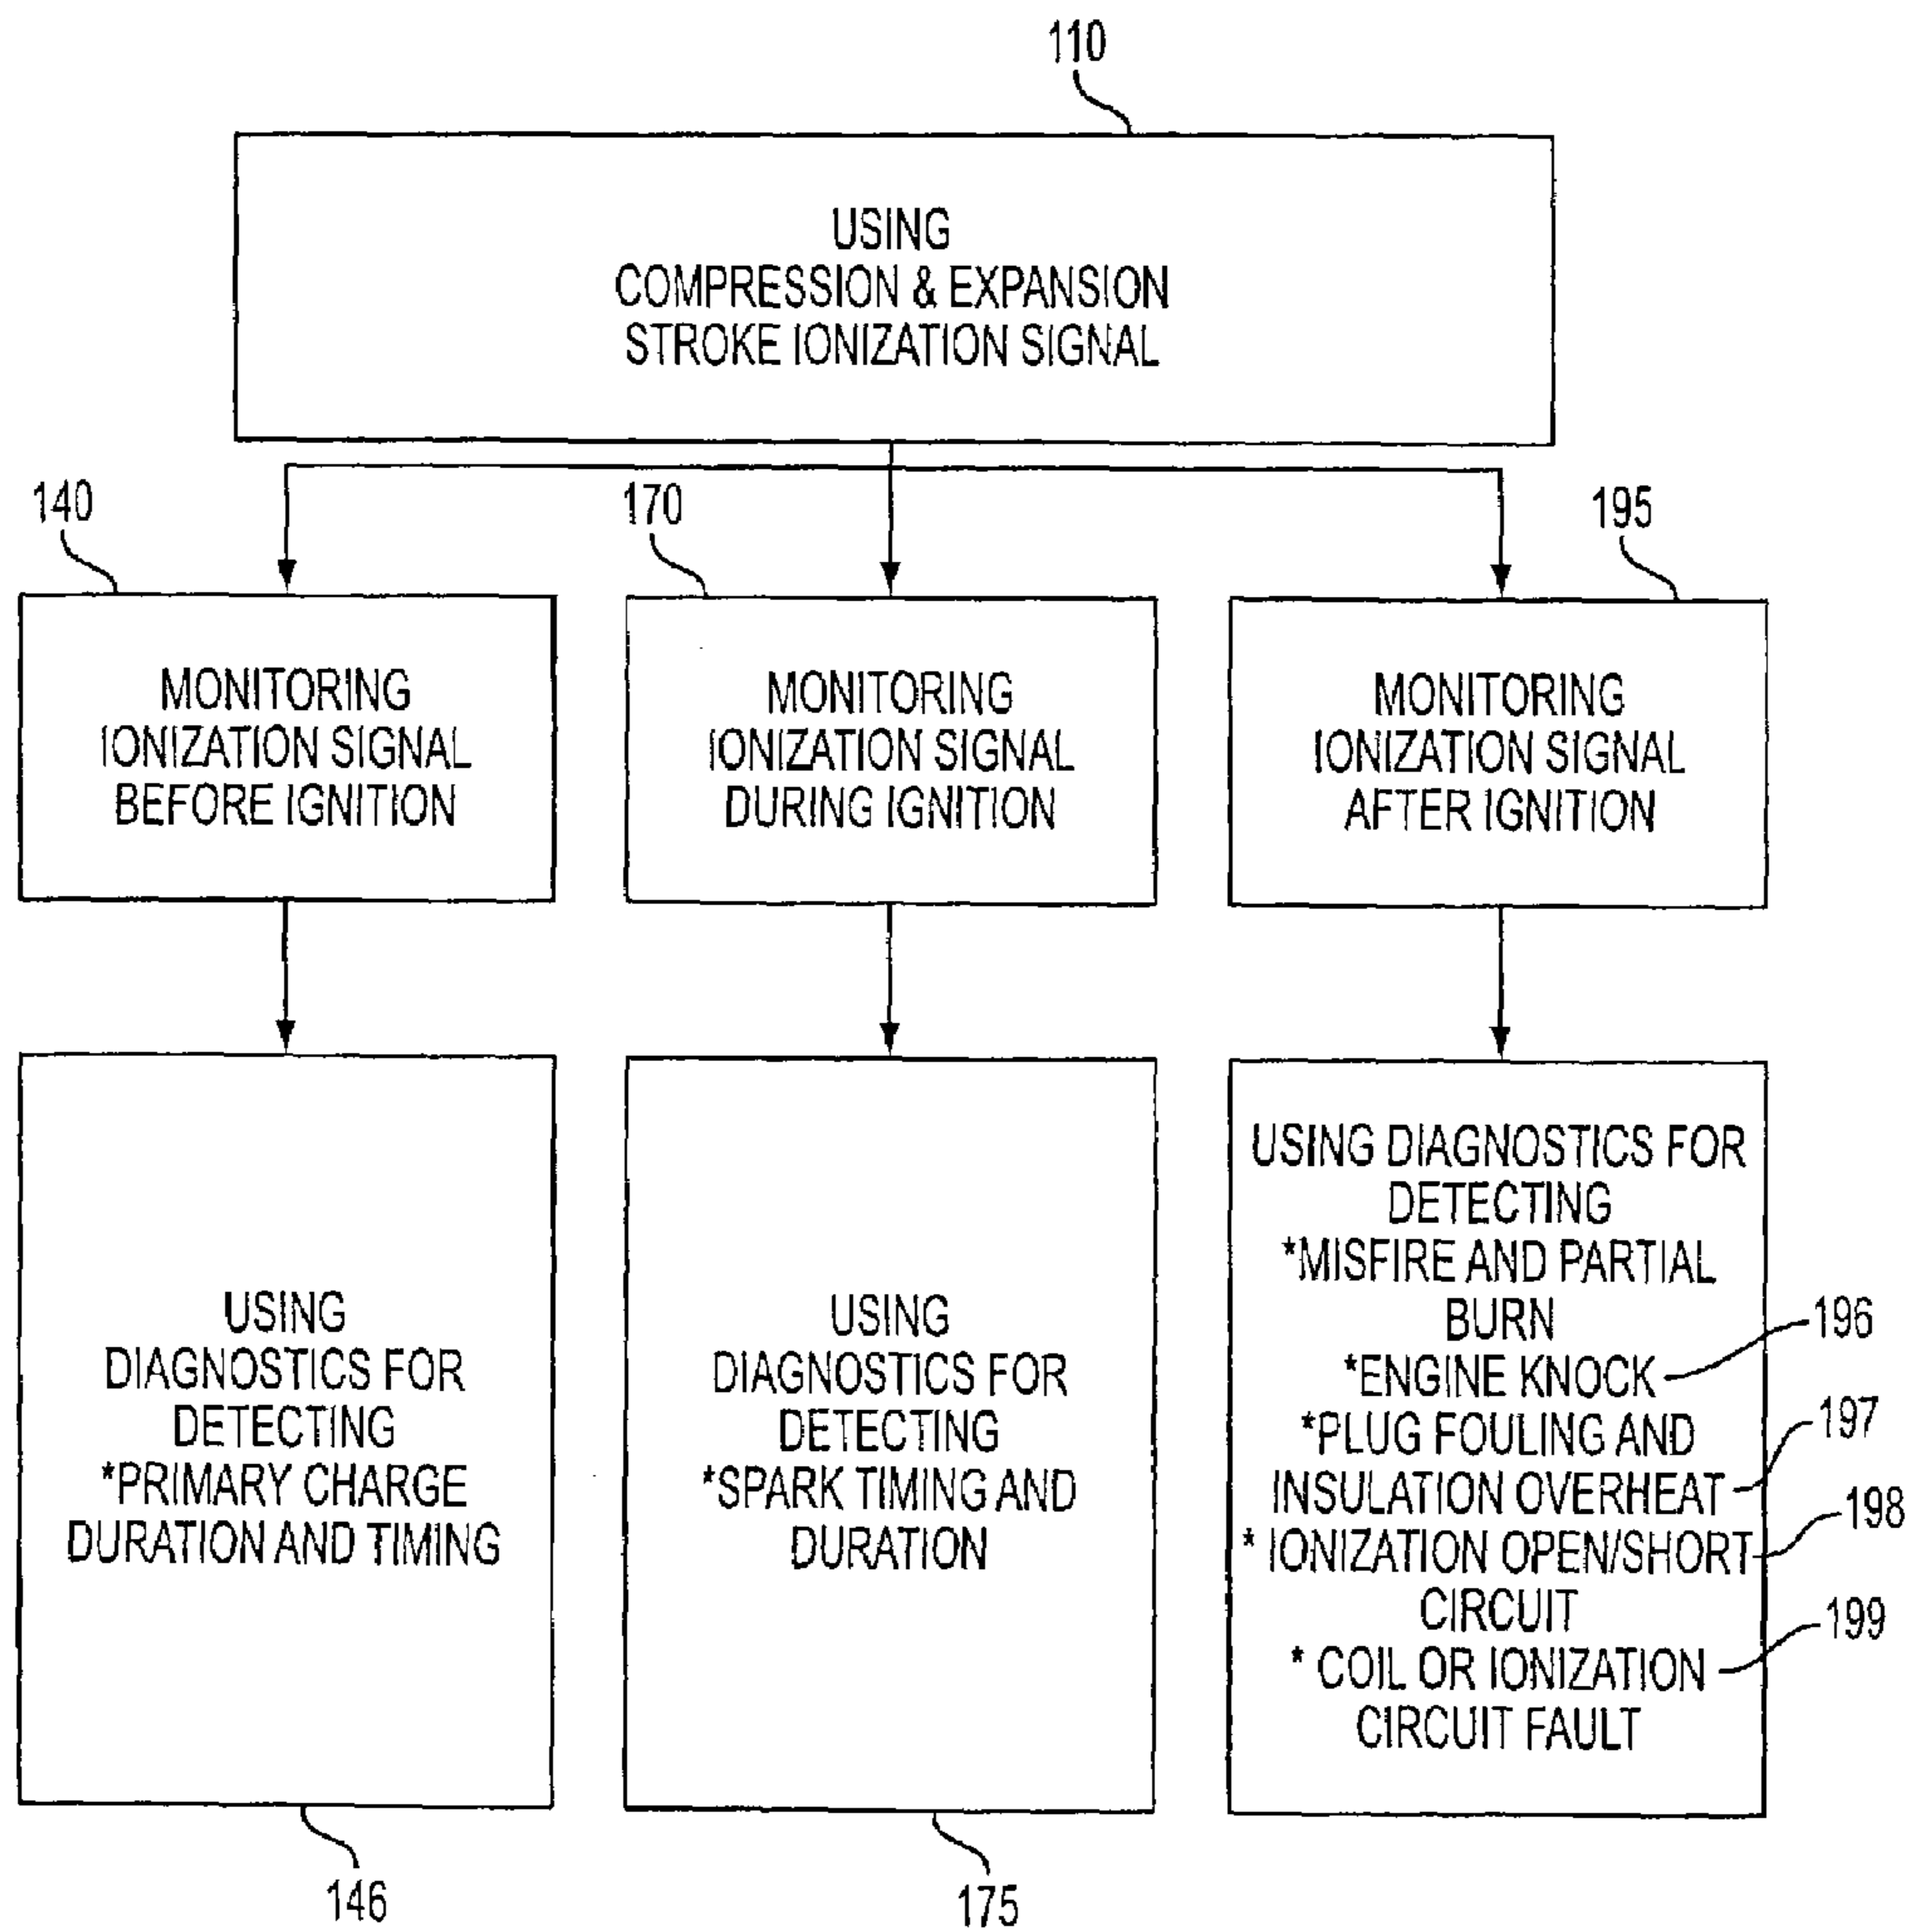 110
USING
COMPRESSION & EXPANSION
STROKE IONIZATION SIGNAL
140
170
195
MONITORING
IONIZATION SIGNAL
BEFORE IGNITION
MONITORING
IONIZATION SIGNAL
DURING IGNITION
MONITORING
IONIZATION SIGNAL
AFTER IGNITION
USING
DIAGNOSTICS FOR
DETECTING
*PRIMARY CHARGE
DURATION AND TIMING
146
USING
DIAGNOSTICS FOR
DETECTING
*SPARK TIMING AND
DURATION
175
USING DIAGNOSTICS FOR
DETECTING
*MISFIRE AND PARTIAL
BURN
*ENGINE KNOCK
196
*PLUG FOULING AND
197
INSULATION OVERHEAT
* IONIZATION OPEN/SHORT
198
CIRCUIT
* COIL OR IONIZATION
199
CIRCUIT FAULT